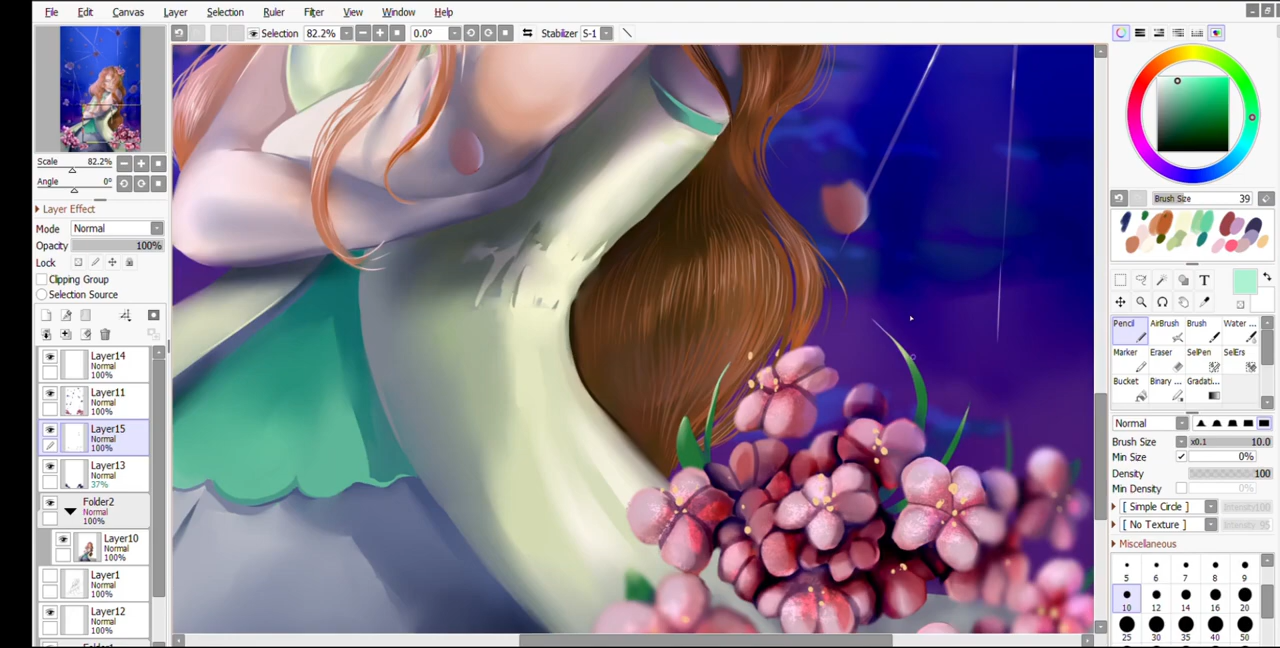 File Edit Canvas Layer Selection Ruler Filter View Window Help
Selection 82.2% 0.0° Stabilizer S-1
Scale 82.2%
Angle 0°
Layer Effect
Mode Normal
Opacity 100%
Lock
Clipping Group
Selection Source
Layer14
Normal
100%
Layer11
Normal
100%
Layer15
Normal
100%
Layer13
Normal
37%
Folder2
Normal
100%
Layer10
Normal
100%
Layer1
Normal
100%
Layer12
Normal
100%
Brush Size 39
T
Pencil AirBrush Brush Water ...
Marker Eraser SelPen SelErs
Bucket Binary ... Gradati...
Normal
Brush Size x0.1 10.0
Min Size 0%
Density 100
Min Density 0%
[ Simple Circle ] Intensity 100
[ No Texture ] Intensity 95
Miscellaneous
5 6 7 8 9
10 12 14 16 20
25 30 35 40 50